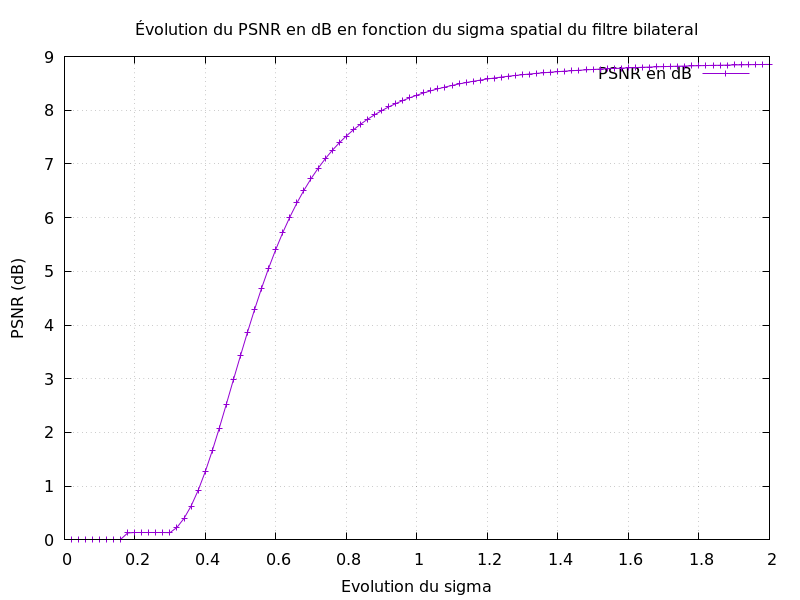 Évolution du PSNR en dB en fonction du sigma spatial du filtre bilateral
9
8
7
6
5
4
3
2
1
0
PSNR (dB)
PSNR en dB
0 0.2 0.4 0.6 0.8 1 1.2 1.4 1.6 1.8 2
Evolution du sigma